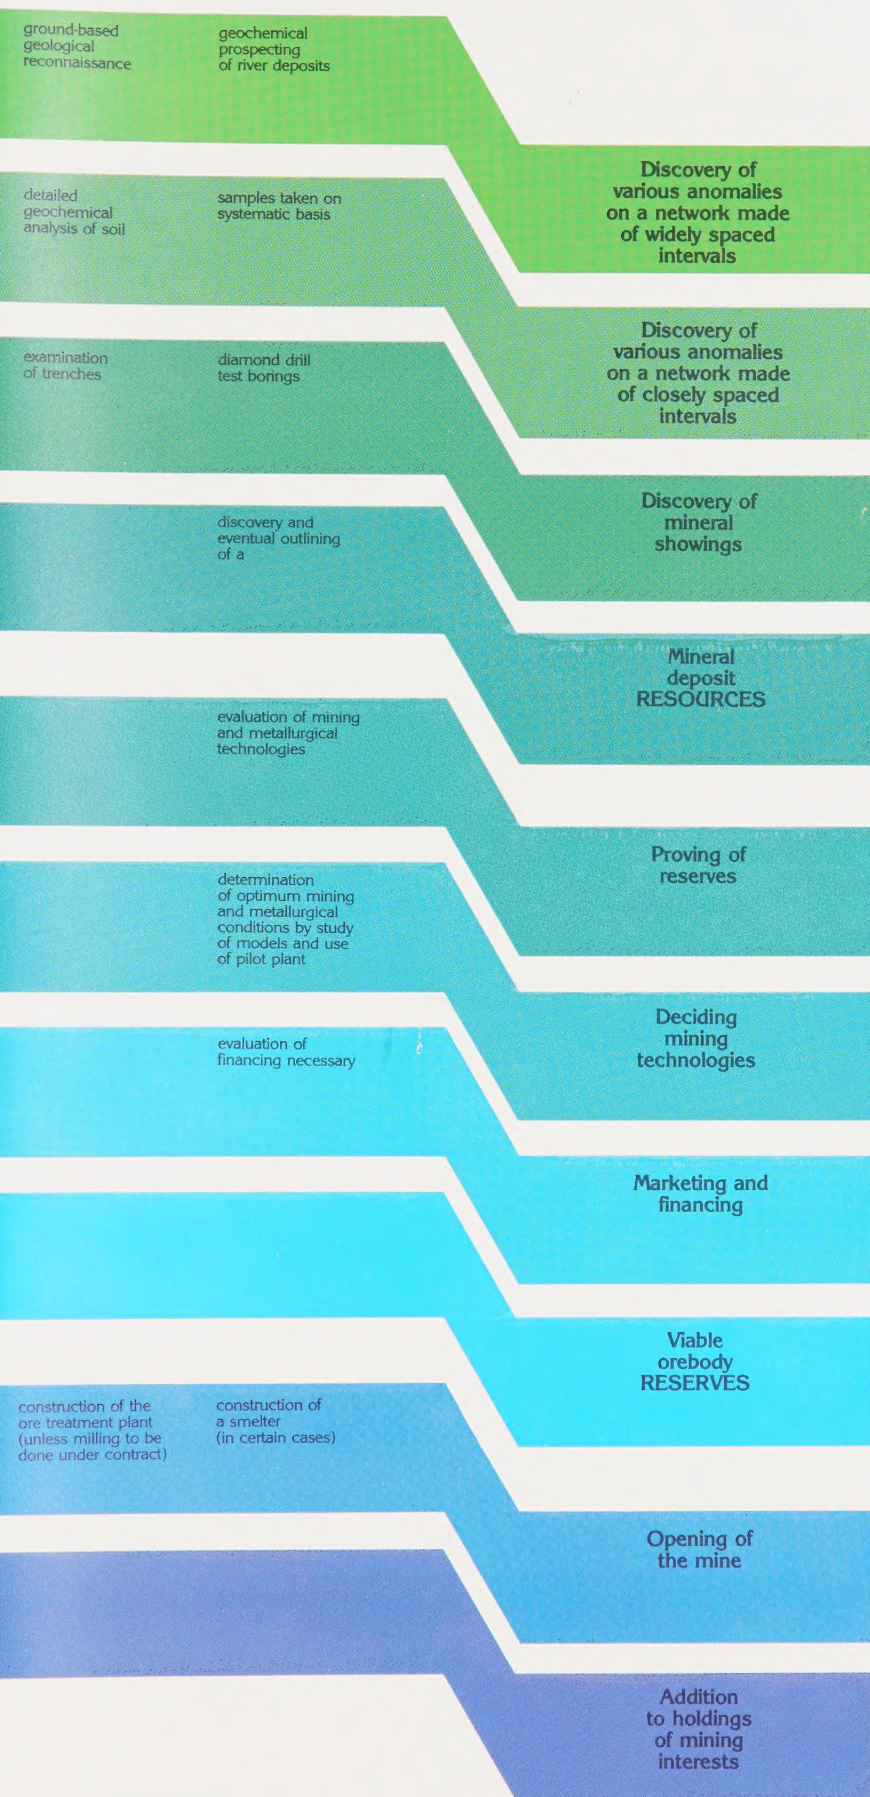 ground-based
geological
reconnaissance
geochemical
prospecting
of river deposits
Discovery of
various anomalies
on a network made
of widely spaced
intervals
detailed
geochemical
analysis of soil
samples taken on
systematic basis
Discovery of
various anomalies
on a network made
of closely spaced
intervals
examination
of trenches
diamond drill
test borings
Discovery of
mineral
showings
discovery and
eventual outlining
of a
Mineral
deposit
RESOURCES
evaluation of mining
and metallurgical
technologies
Proving of
reserves
determination
of optimum mining
and metallurgical
conditions by study
of models and use
of pilot plant
Deciding
mining
technologies
evaluation of
financing necessary
Marketing and
financing
Viable
orebody
RESERVES
construction of the
ore treatment plant
(unless milling to be
done under contract)
construction of
a smelter
(in certain cases)
Opening of
the mine
Addition
to holdings
of mining
interests